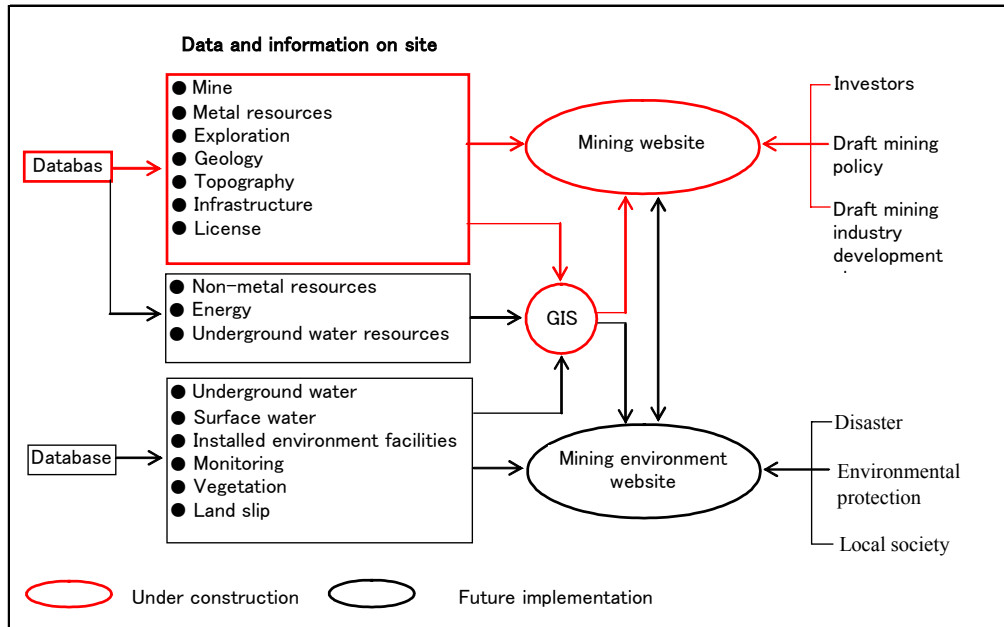 Data and information on site
Databas
● Mine
● Metal resources
● Exploration
● Geology
● Topography
● Infrastructure
● License
● Non-metal resources
● Energy
● Underground water resources
Database
● Underground water
● Surface water
● Installed environment facilities
● Monitoring
● Vegetation
● Land slip
GIS
Mining website
Mining environment
website
Investors
Draft mining
policy
Draft mining
industry
development
Disaster
Environmental
protection
Local society
Under construction
Future implementation